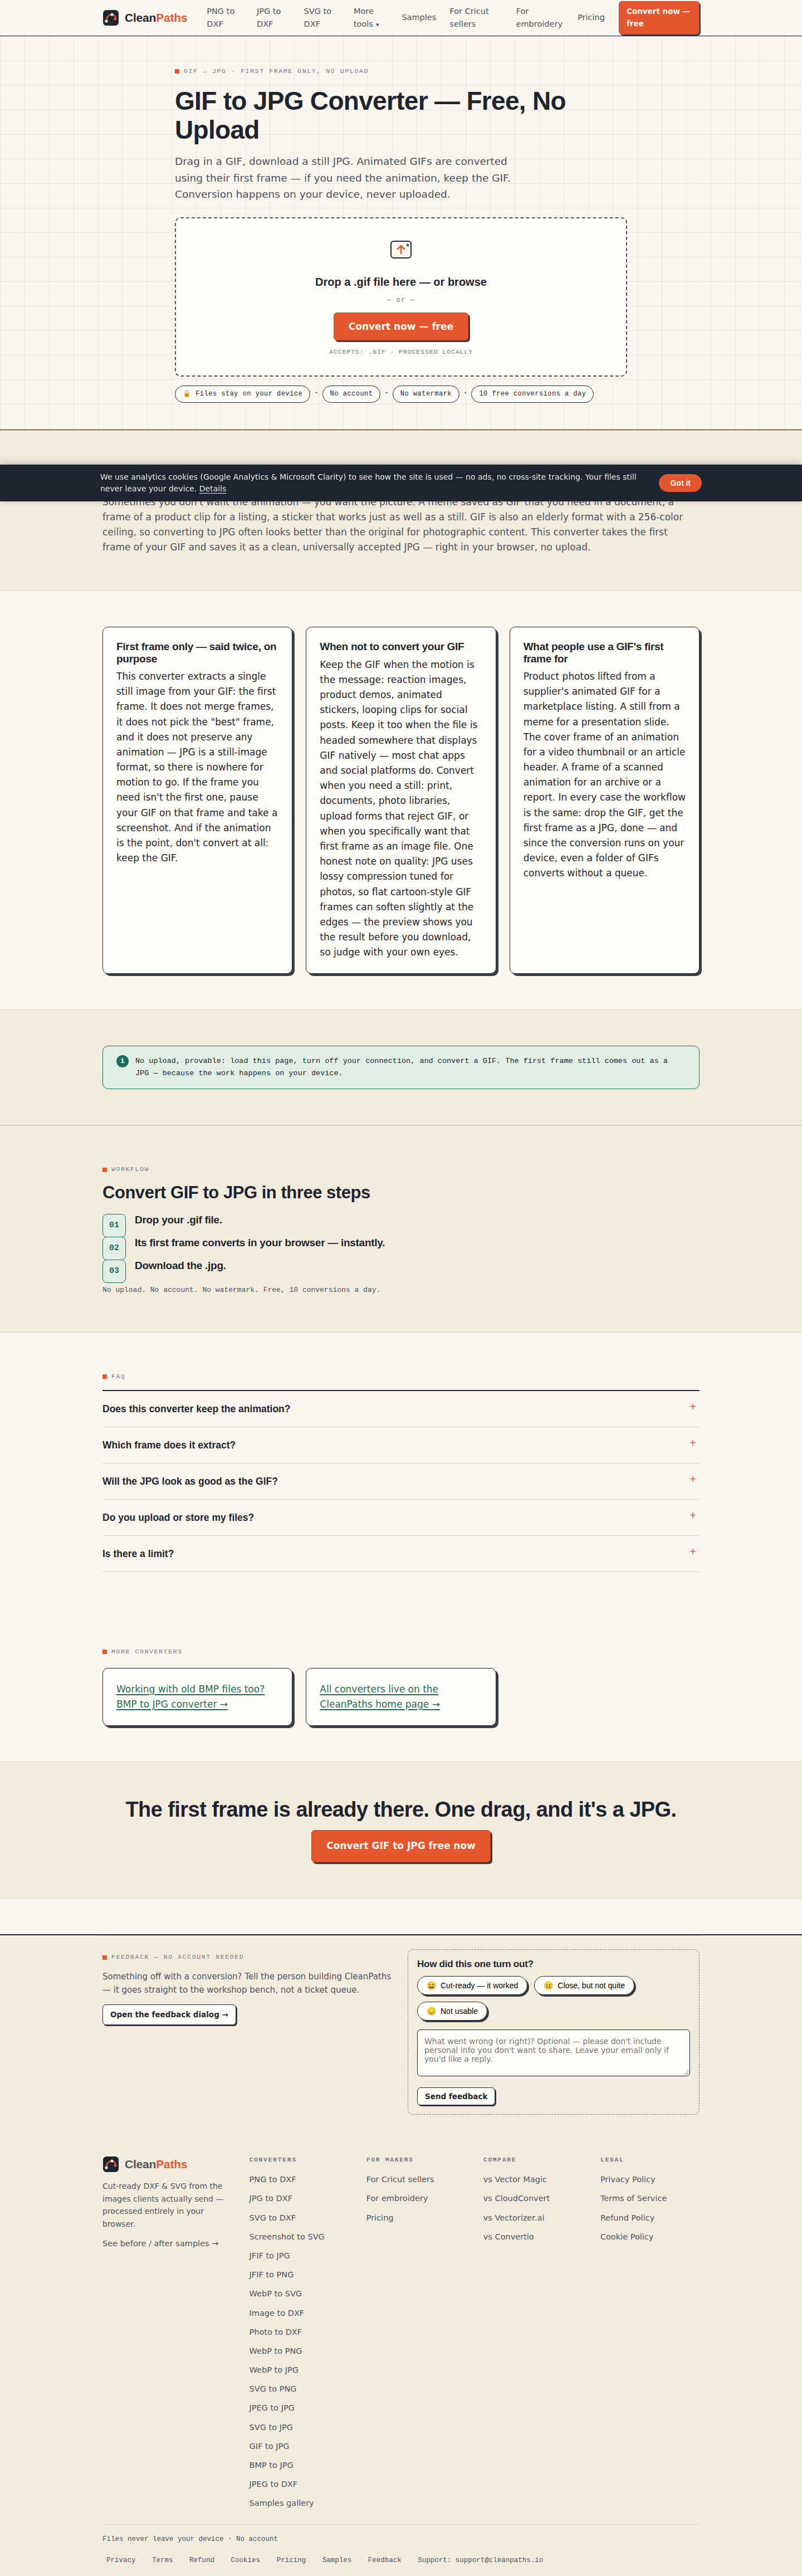 CleanPaths
PNG to DXF
JPG to DXF
SVG to DXF
More tools ▾
Samples
For Cricut sellers
For embroidery
Pricing
Convert now — free
GIF → JPG · FIRST FRAME ONLY, NO UPLOAD
GIF to JPG Converter — Free, No
Upload
Drag in a GIF, download a still JPG. Animated GIFs are converted
using their first frame — if you need the animation, keep the GIF.
Conversion happens on your device, never uploaded.
Drop a .gif file here — or browse
— or —
Convert now — free
ACCEPTS: .GIF · PROCESSED LOCALLY
🔒 Files stay on your device · No account · No watermark · 10 free conversions a day
We use analytics cookies (Google Analytics & Microsoft Clarity) to see how the site is used — no ads, no cross-site tracking. Your files still
never leave your device. Details
Got it
Sometimes you don't want the animation — you want the picture. A meme saved as GIF that you need in a document, a
frame of a product clip for a listing, a sticker that works just as well as a still. GIF is also an elderly format with a 256-color
ceiling, so converting to JPG often looks better than the original for photographic content. This converter takes the first
frame of your GIF and saves it as a clean, universally accepted JPG — right in your browser, no upload.
First frame only — said twice, on
purpose
This converter extracts a single
still image from your GIF: the first
frame. It does not merge frames,
it does not pick the "best" frame,
and it does not preserve any
animation — JPG is a still-image
format, so there is nowhere for
motion to go. If the frame you
need isn't the first one, pause
your GIF on that frame and take a
screenshot. And if the animation
is the point, don't convert at all:
keep the GIF.
When not to convert your GIF
Keep the GIF when the motion is
the message: reaction images,
product demos, animated
stickers, looping clips for social
posts. Keep it too when the file is
headed somewhere that displays
GIF natively — most chat apps
and social platforms do. Convert
when you need a still: print,
documents, photo libraries,
upload forms that reject GIF, or
when you specifically want that
first frame as an image file. One
honest note on quality: JPG uses
lossy compression tuned for
photos, so flat cartoon-style GIF
frames can soften slightly at the
edges — the preview shows you
the result before you download,
so judge with your own eyes.
What people use a GIF's first
frame for
Product photos lifted from a
supplier's animated GIF for a
marketplace listing. A still from a
meme for a presentation slide.
The cover frame of an animation
for a video thumbnail or an article
header. A frame of a scanned
animation for an archive or a
report. In every case the workflow
is the same: drop the GIF, get the
first frame as a JPG, done — and
since the conversion runs on your
device, even a folder of GIFs
converts without a queue.
i
No upload, provable: load this page, turn off your connection, and convert a GIF. The first frame still comes out as a
JPG — because the work happens on your device.
WORKFLOW
Convert GIF to JPG in three steps
01 Drop your .gif file.
02 Its first frame converts in your browser — instantly.
03 Download the .jpg.
No upload. No account. No watermark. Free, 10 conversions a day.
FAQ
Does this converter keep the animation? +
Which frame does it extract? +
Will the JPG look as good as the GIF? +
Do you upload or store my files? +
Is there a limit? +
MORE CONVERTERS
Working with old BMP files too?
BMP to JPG converter →
All converters live on the
CleanPaths home page →
The first frame is already there. One drag, and it's a JPG.
Convert GIF to JPG free now
FEEDBACK — NO ACCOUNT NEEDED
Something off with a conversion? Tell the person building CleanPaths
— it goes straight to the workshop bench, not a ticket queue.
Open the feedback dialog →
How did this one turn out?
😄 Cut-ready — it worked
😐 Close, but not quite
😞 Not usable
What went wrong (or right)? Optional — please don't include
personal info you don't want to share. Leave your email only if
you'd like a reply.
Send feedback
CleanPaths
Cut-ready DXF & SVG from the
images clients actually send —
processed entirely in your
browser.
See before / after samples →
CONVERTERS
PNG to DXF
JPG to DXF
SVG to DXF
Screenshot to SVG
JFIF to JPG
JFIF to PNG
WebP to SVG
Image to DXF
Photo to DXF
WebP to PNG
WebP to JPG
SVG to PNG
JPEG to JPG
SVG to JPG
GIF to JPG
BMP to JPG
JPEG to DXF
Samples gallery
FOR MAKERS
For Cricut sellers
For embroidery
Pricing
COMPARE
vs Vector Magic
vs CloudConvert
vs Vectorizer.ai
vs Convertio
LEGAL
Privacy Policy
Terms of Service
Refund Policy
Cookie Policy
Files never leave your device · No account
Privacy Terms Refund Cookies Pricing Samples Feedback Support: support@cleanpaths.io